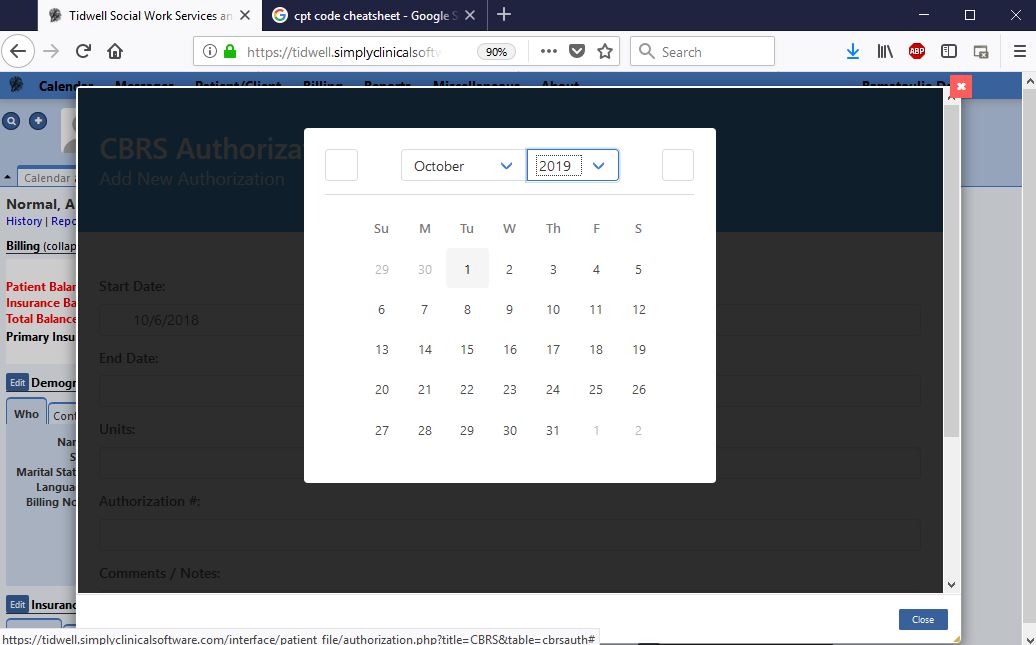 Tidwell Social Work Services an
cpt code cheatsheet - Google S
https://tidwell.simplyclinicalsoftw
90%
Search
ABP
Calendar Messages Patient/Client Billing Reports Miscellaneous About
CBRS Authoriza
Add New Authorization
Calendar a
Normal, A
History | Repo
Billing (collap
Patient Balan
Insurance Ba
Total Balance
Primary Insu
Edit Demogr
Who Cont
Nam
S
Marital Stat
Langua
Billing No
Edit Insuranc
October 2019
Su M Tu W Th F S
29 30 1 2 3 4 5
6 7 8 9 10 11 12
13 14 15 16 17 18 19
20 21 22 23 24 25 26
27 28 29 30 31 1 2
Start Date:
10/6/2018
End Date:
Units:
Authorization #:
Comments / Notes:
Close
https://tidwell.simplyclinicalsoftware.com/interface/patient_file/authorization.php?title=CBRS&table=cbrsauth#